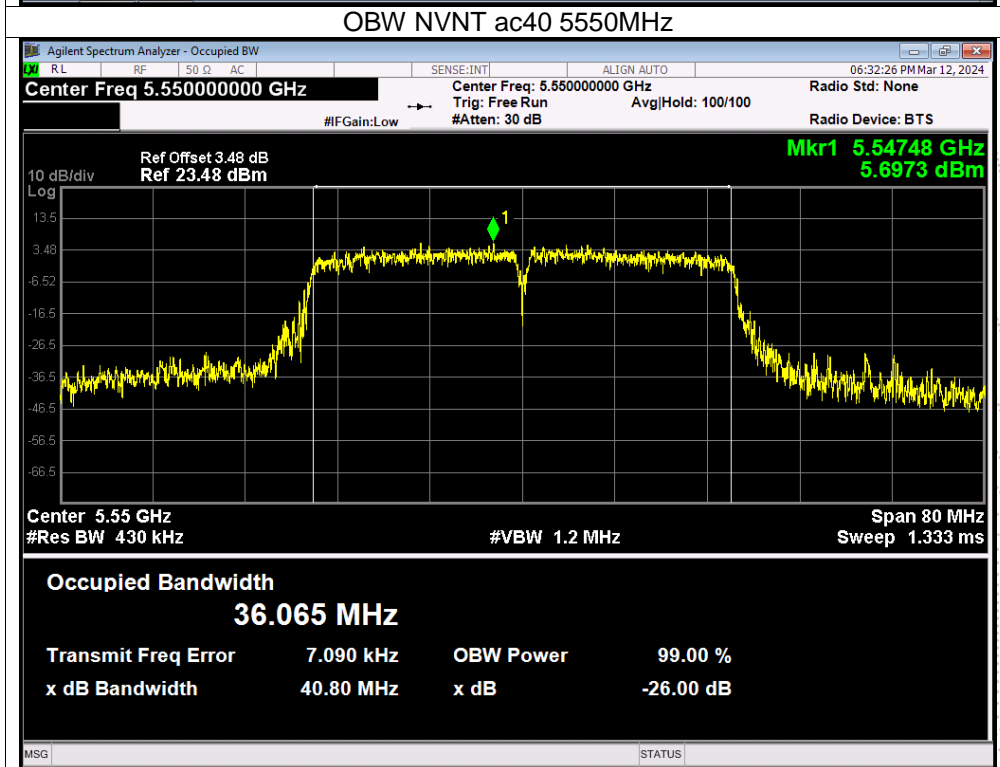 OBW NVNT ac40 5550MHz
Agilent Spectrum Analyzer - Occupied BW
LXI RL RF 50 Ω AC SENSE:INT ALIGN AUTO 06:32:26 PM Mar 12, 2024
Center Freq 5.550000000 GHz Center Freq: 5.550000000 GHz Radio Std: None
Trig: Free Run Avg|Hold: 100/100
#IFGain:Low #Atten: 30 dB Radio Device: BTS
Mkr1 5.54748 GHz
5.6973 dBm
Ref Offset 3.48 dB
10 dB/div Ref 23.48 dBm
Log
13.5
1
3.48
-6.52
-16.5
-26.5
-36.5
-46.5
-56.5
-66.5
Center 5.55 GHz Span 80 MHz
#Res BW 430 kHz #VBW 1.2 MHz Sweep 1.333 ms
Occupied Bandwidth
36.065 MHz
Transmit Freq Error 7.090 kHz OBW Power 99.00 %
x dB Bandwidth 40.80 MHz x dB -26.00 dB
MSG STATUS